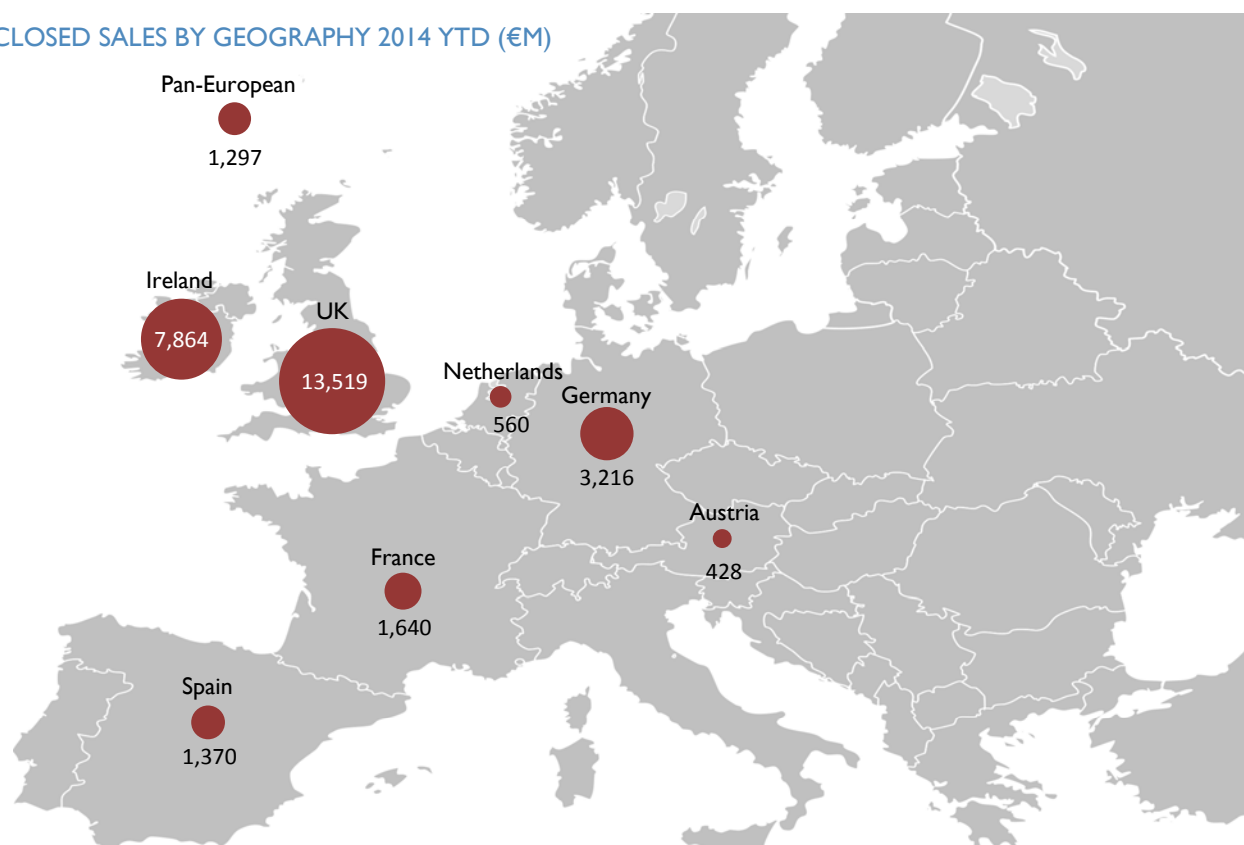 CLOSED SALES BY GEOGRAPHY 2014 YTD (€M)
Pan-European
1,297
Ireland
7,864
UK
13,519
Netherlands
560
Germany
3,216
Austria
428
France
1,640
Spain
1,370